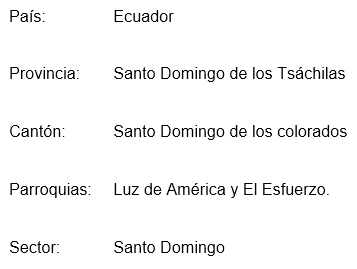 País: Ecuador
Provincia: Santo Domingo de los Tsáchilas
Cantón: Santo Domingo de los colorados
Parroquias: Luz de América y El Esfuerzo.
Sector: Santo Domingo